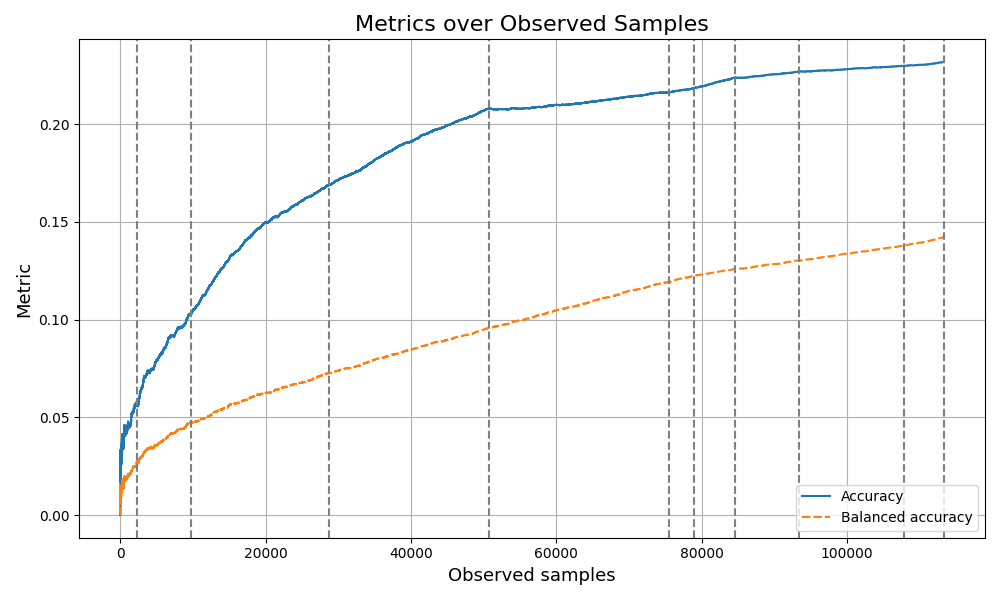 Metrics over Observed Samples
Metric
0.20
0.15
0.10
0.05
0.00
0 20000 40000 60000 80000 100000
Observed samples
Accuracy
Balanced accuracy